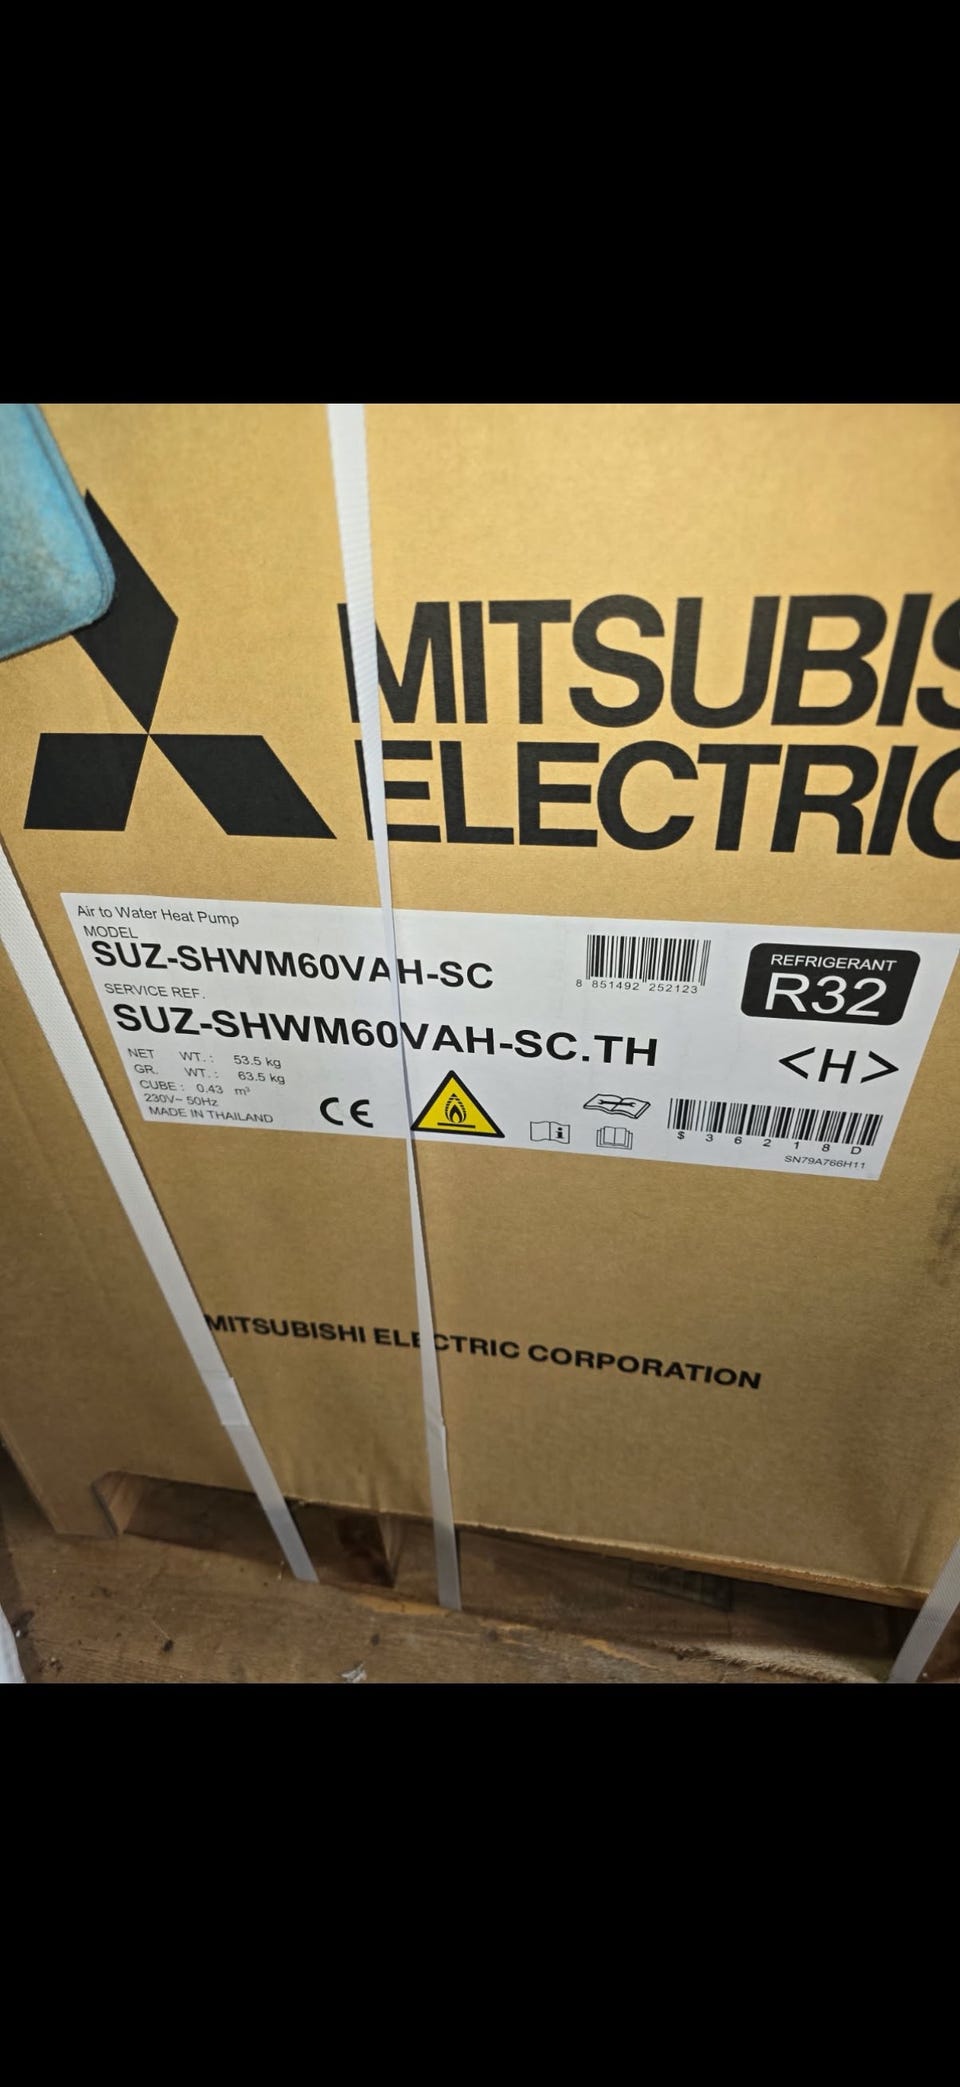 MITSUBIS
ELECTRIC
Air to Water Heat Pump
MODEL
SUZ-SHWM60VAH-SC
SERVICE REF.
SUZ-SHWM60VAH-SC.TH
NET WT.: 53.5 kg
GR. WT.: 63.5 kg
CUBE: 0.43 m³
230V~ 50Hz
MADE IN THAILAND
CE
8 851492 252123
REFRIGERANT
R32
<H>
$ 3 6 2 1 8 D
SN79A766H11
MITSUBISHI ELECTRIC CORPORATION